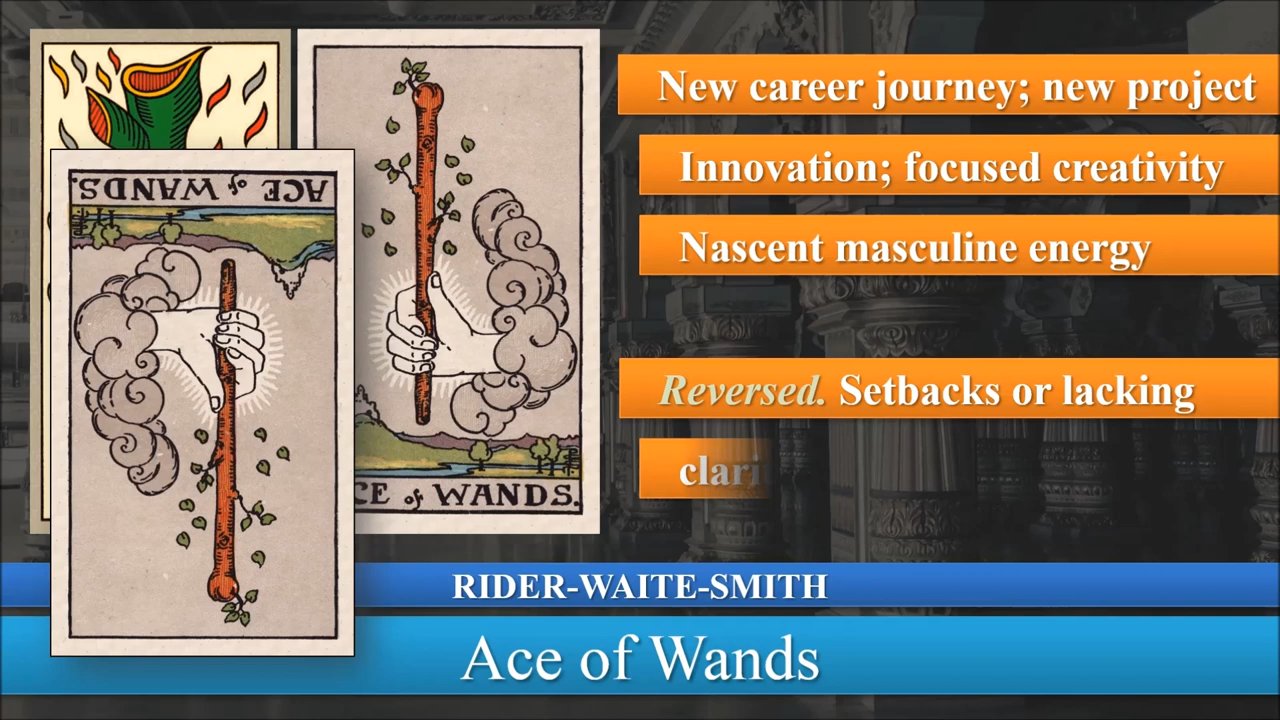 New career journey; new project
Innovation; focused creativity
Nascent masculine energy
Reversed. Setbacks or lacking
clari
ACE of WANDS.
CE of WANDS.
RIDER-WAITE-SMITH
Ace of Wands